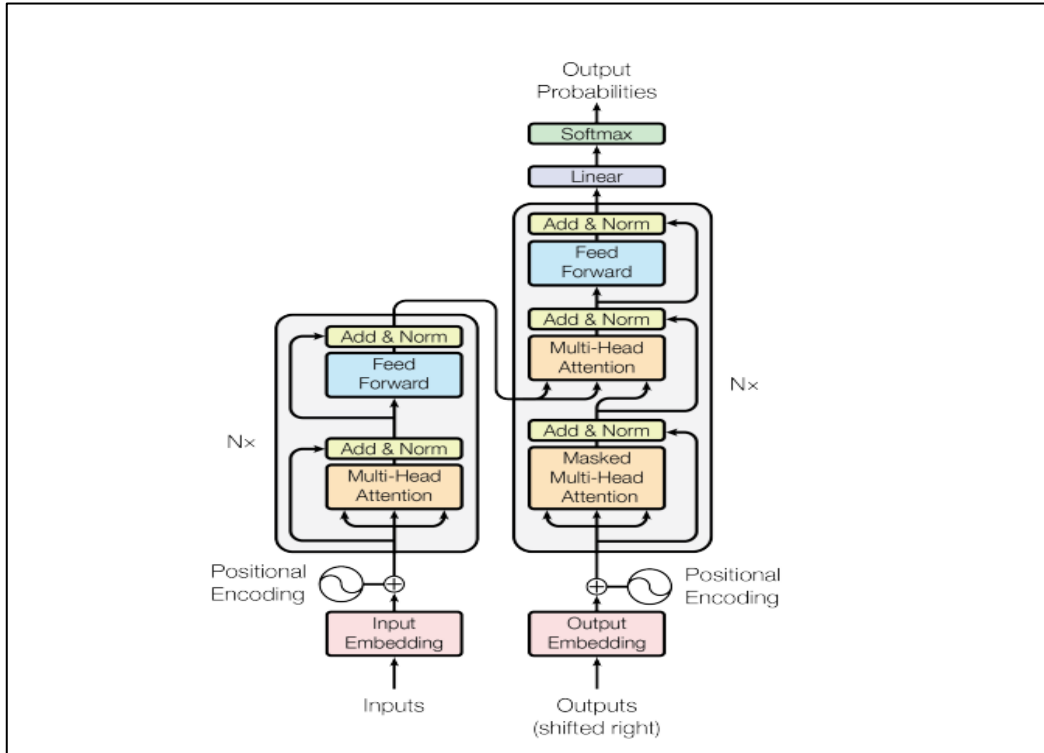 Output
Probabilities
Softmax
Linear
Add & Norm
Feed
Forward
Add & Norm
Multi-Head
Attention
Nx
Add & Norm
Masked
Multi-Head
Attention
Add & Norm
Feed
Forward
Nx
Add & Norm
Multi-Head
Attention
Positional
Encoding
Positional
Encoding
Input
Embedding
Output
Embedding
Inputs
Outputs
(shifted right)